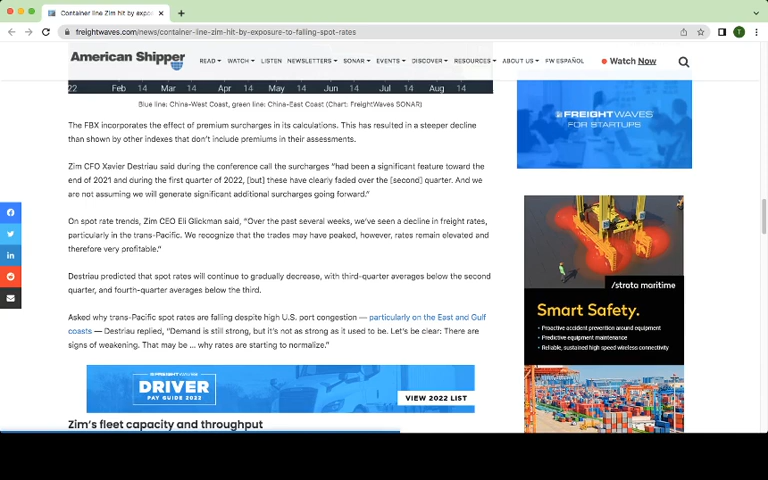 Container line Zim hit by expo
freightwaves.com/news/container-line-zim-hit-by-exposure-to-falling-spot-rates
American Shipper
READ WATCH LISTEN NEWSLETTERS SONAR EVENTS DISCOVER RESOURCES ABOUT US FW ESPAÑOL
Watch Now
22 Feb 14 Mar 14 Apr 14 May 14 Jun 14 Jul 14 Aug 14
Blue line: China-West Coast, green line: China-East Coast (Chart: FreightWaves SONAR)
The FBX incorporates the effect of premium surcharges in its calculations. This has resulted in a steeper decline
than shown by other indexes that don't include premiums in their assessments.
Zim CFO Xavier Destriau said during the conference call the surcharges "had been a significant feature toward the
end of 2021 and during the first quarter of 2022, [but] these have clearly faded over the [second] quarter. And we
are not assuming we will generate significant additional surcharges going forward."
On spot rate trends, Zim CEO Eli Glickman said, "Over the past several weeks, we've seen a decline in freight rates,
particularly in the trans-Pacific. We recognize that the trades may have peaked, however, rates remain elevated and
therefore very profitable."
Destriau predicted that spot rates will continue to gradually decrease, with third-quarter averages below the second
quarter, and fourth-quarter averages below the third.
Asked why trans-Pacific spot rates are falling despite high U.S. port congestion — particularly on the East and Gulf
coasts — Destriau replied, "Demand is still strong, but it's not as strong as it used to be. Let's be clear: There are
signs of weakening. That may be ... why rates are starting to normalize."
FREIGHTWAVES
DRIVER
PAY GUIDE 2022
VIEW 2022 LIST
Zim's fleet capacity and throughput
FREIGHTWAVES
FOR STARTUPS
/strata maritime
Smart Safety.
• Proactive accident prevention around equipment
• Predictive equipment maintenance
• Reliable, sustained high speed wireless connectivity
T